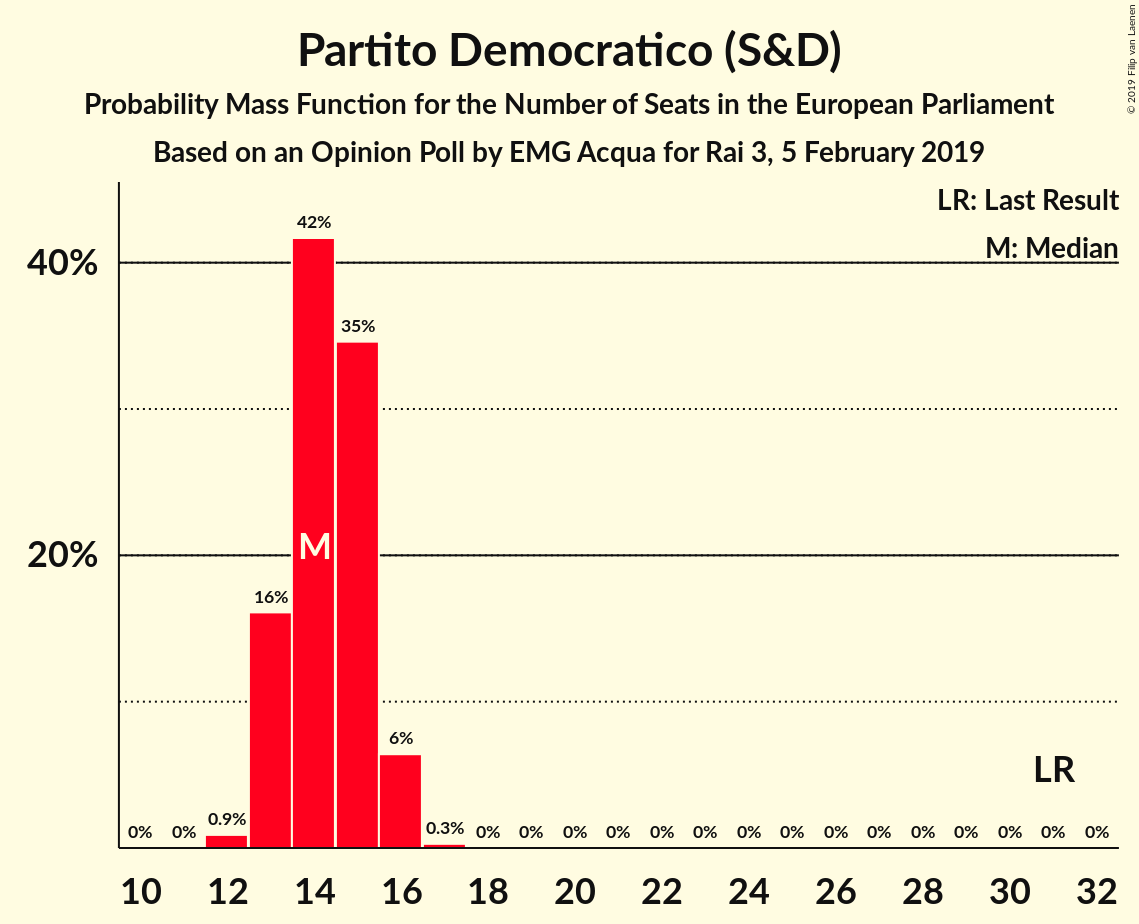 Partito Democratico (S&D)
Probability Mass Function for the Number of Seats in the European Parliament
Based on an Opinion Poll by EMG Acqua for Rai 3, 5 February 2019
© 2019 Filip van Laenen
LR: Last Result
M: Median
40%
20%
0% 0% 0.9% 16% 42% 35% 6% 0.3% 0% 0% 0% 0% 0% 0% 0% 0% 0% 0% 0% 0% 0% 0% 0%
M
LR
10 12 14 16 18 20 22 24 26 28 30 32